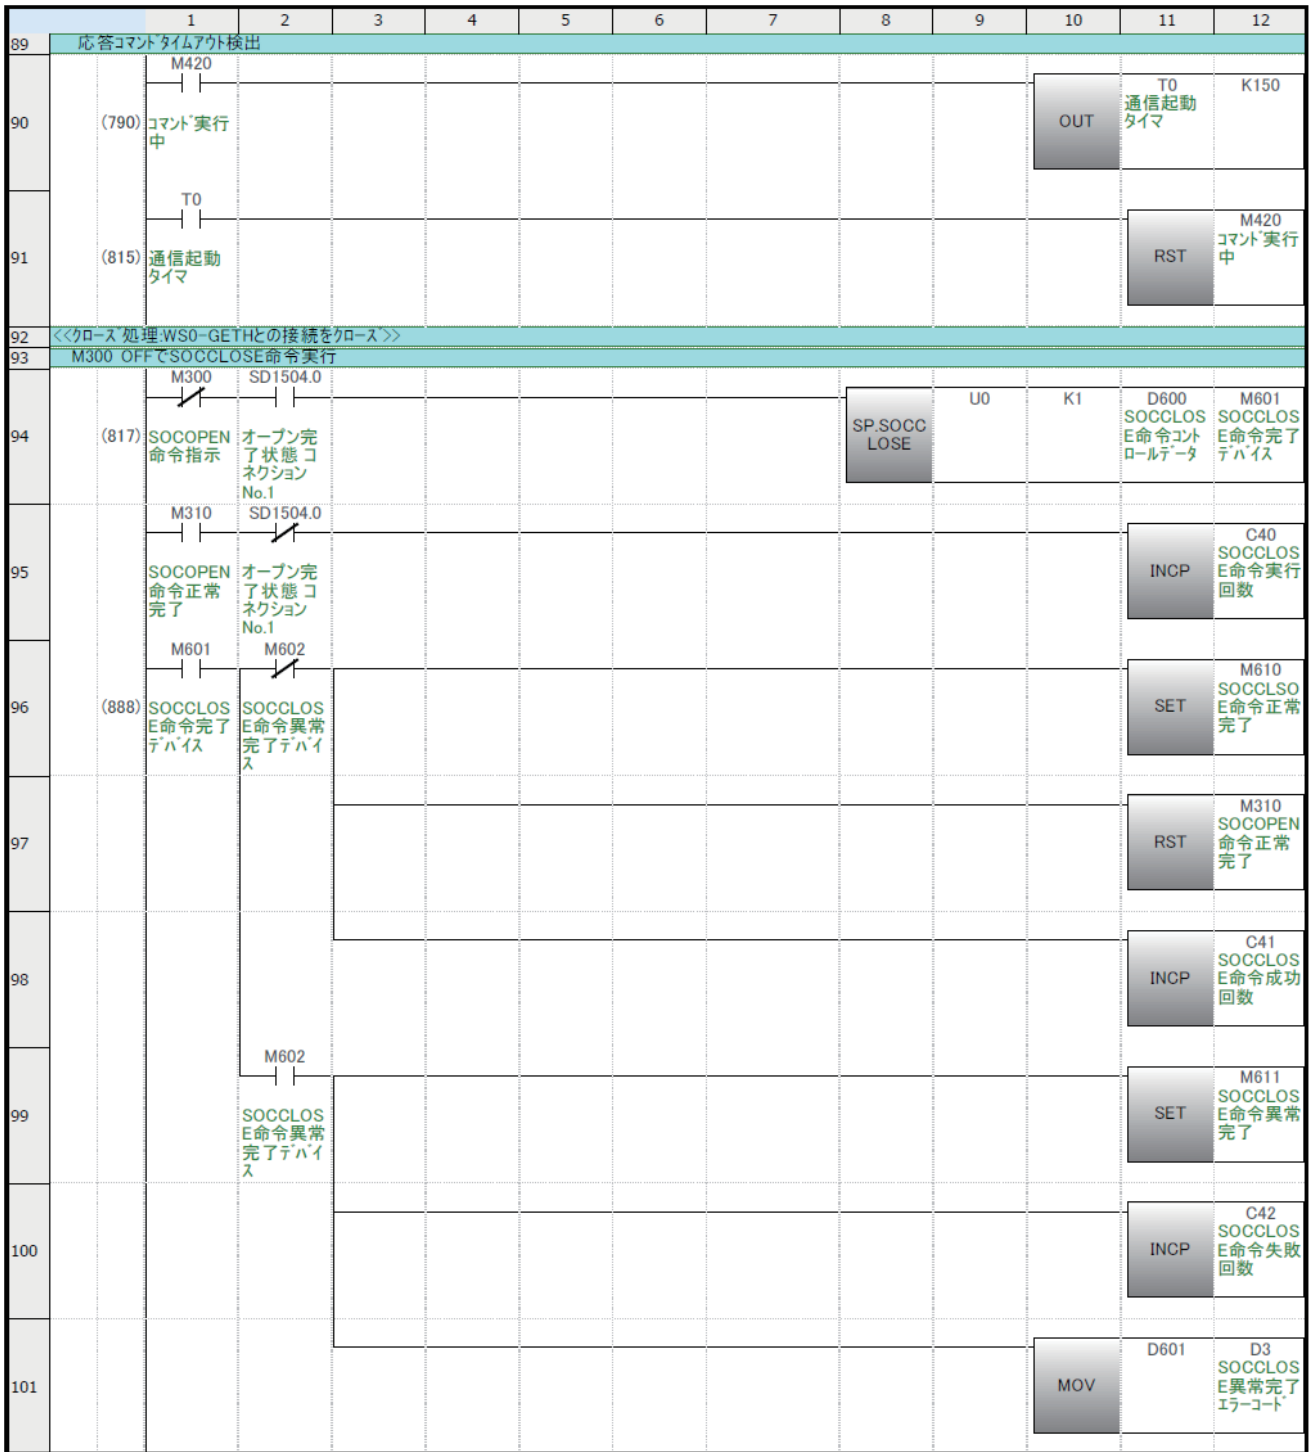 1 2 3 4 5 6 7 8 9 10 11 12
89 応答コマンドタイムアウト検出
M420
T0 K150
90 (790) コマンド実行
中
OUT
通信起動
タイマ
T0
M420
91 (815) 通信起動
タイマ
RST
コマンド実行
中
92 <<クローズ処理:WS0-GETHとの接続をクローズ>>
93 M300 OFFでSOCCLOSE命令実行
M300 SD1504.0
U0 K1 D600 M601
94 (817) SOCOPEN
命令指示
オープン完
了状態 コ
ネクション
No.1
SP.SOCC
LOSE
SOCCLOS
E命令コント
ロールデータ
SOCCLOS
E命令完了
デバイス
M310 SD1504.0
C40
95 SOCOPEN
命令正常
完了
オープン完
了状態 コ
ネクション
No.1
INCP
SOCCLOS
E命令実行
回数
M601 M602
M610
96 (888) SOCCLOS
E命令完了
デバイス
SOCCLOS
E命令異常
完了デバイ
ス
SET
SOCCLSO
E命令正常
完了
97 RST
M310
SOCOPEN
命令正常
完了
98 INCP
C41
SOCCLOS
E命令成功
回数
M602
99 SOCCLOS
E命令異常
完了デバイ
ス
SET
M611
SOCCLOS
E命令異常
完了
100 INCP
C42
SOCCLOS
E命令失敗
回数
101 MOV
D601
D3
SOCCLOS
E異常完了
エラーコード